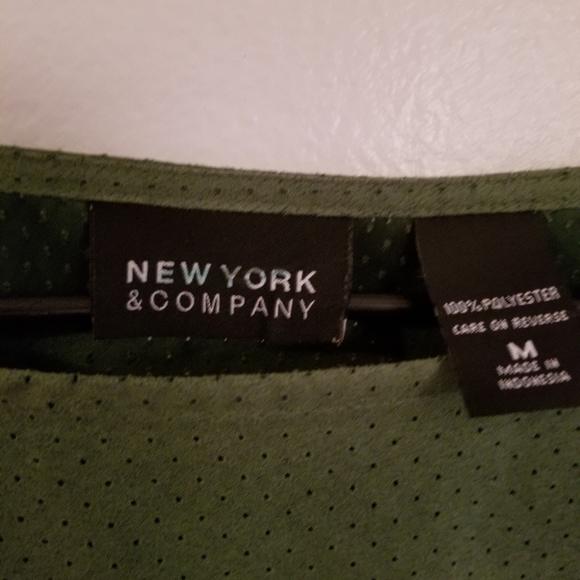 NEW YORK
& COMPANY
100% POLYESTER
CARE ON REVERSE
M
MADE IN
INDONESIA